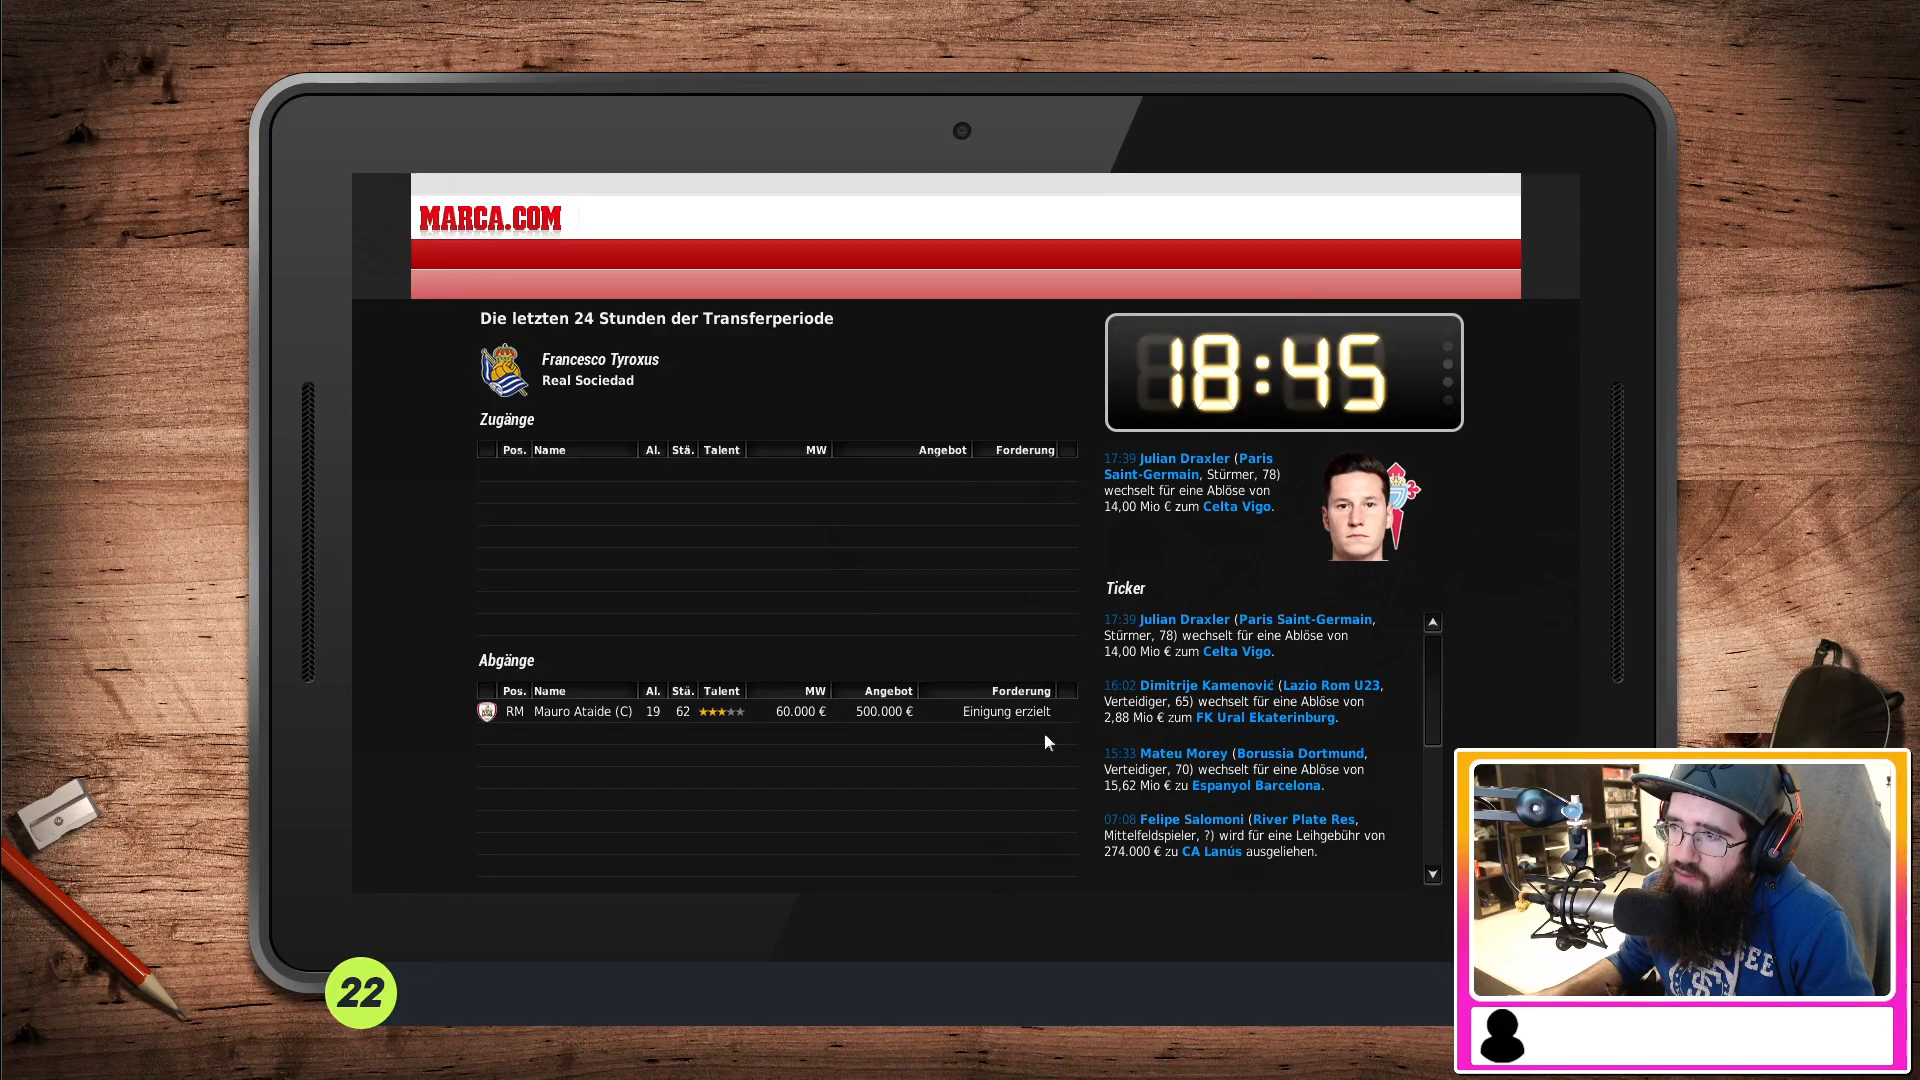 MARCA.COM
Die letzten 24 Stunden der Transferperiode
Francesco Tyroxus
Real Sociedad
Zugänge
Pos. Name Al. Stä. Talent MW Angebot Forderung
Abgänge
Pos. Name Al. Stä. Talent MW Angebot Forderung
RM Mauro Ataide (C) 19 62 60.000 € 500.000 € Einigung erzielt
18:45
17:39 Julian Draxler (Paris
Saint-Germain, Stürmer, 78)
wechselt für eine Ablöse von
14,00 Mio € zum Celta Vigo.
Ticker
17:39 Julian Draxler (Paris Saint-Germain,
Stürmer, 78) wechselt für eine Ablöse von
14,00 Mio € zum Celta Vigo.
16:02 Dimitrije Kamenović (Lazio Rom U23,
Verteidiger, 65) wechselt für eine Ablöse von
2,88 Mio € zum FK Ural Ekaterinburg.
15:33 Mateu Morey (Borussia Dortmund,
Verteidiger, 70) wechselt für eine Ablöse von
15,62 Mio € zu Espanyol Barcelona.
07:08 Felipe Salomoni (River Plate Res,
Mittelfeldspieler, ?) wird für eine Leihgebühr von
274.000 € zu CA Lanús ausgeliehen.
22